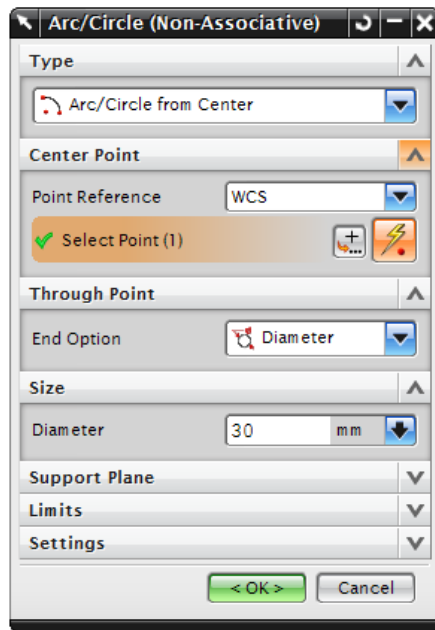 Arc/Circle (Non-Associative)
Type
Arc/Circle from Center
Center Point
Point Reference WCS
Select Point (1)
Through Point
End Option Diameter
Size
Diameter 30 mm
Support Plane
Limits
Settings
< OK > Cancel